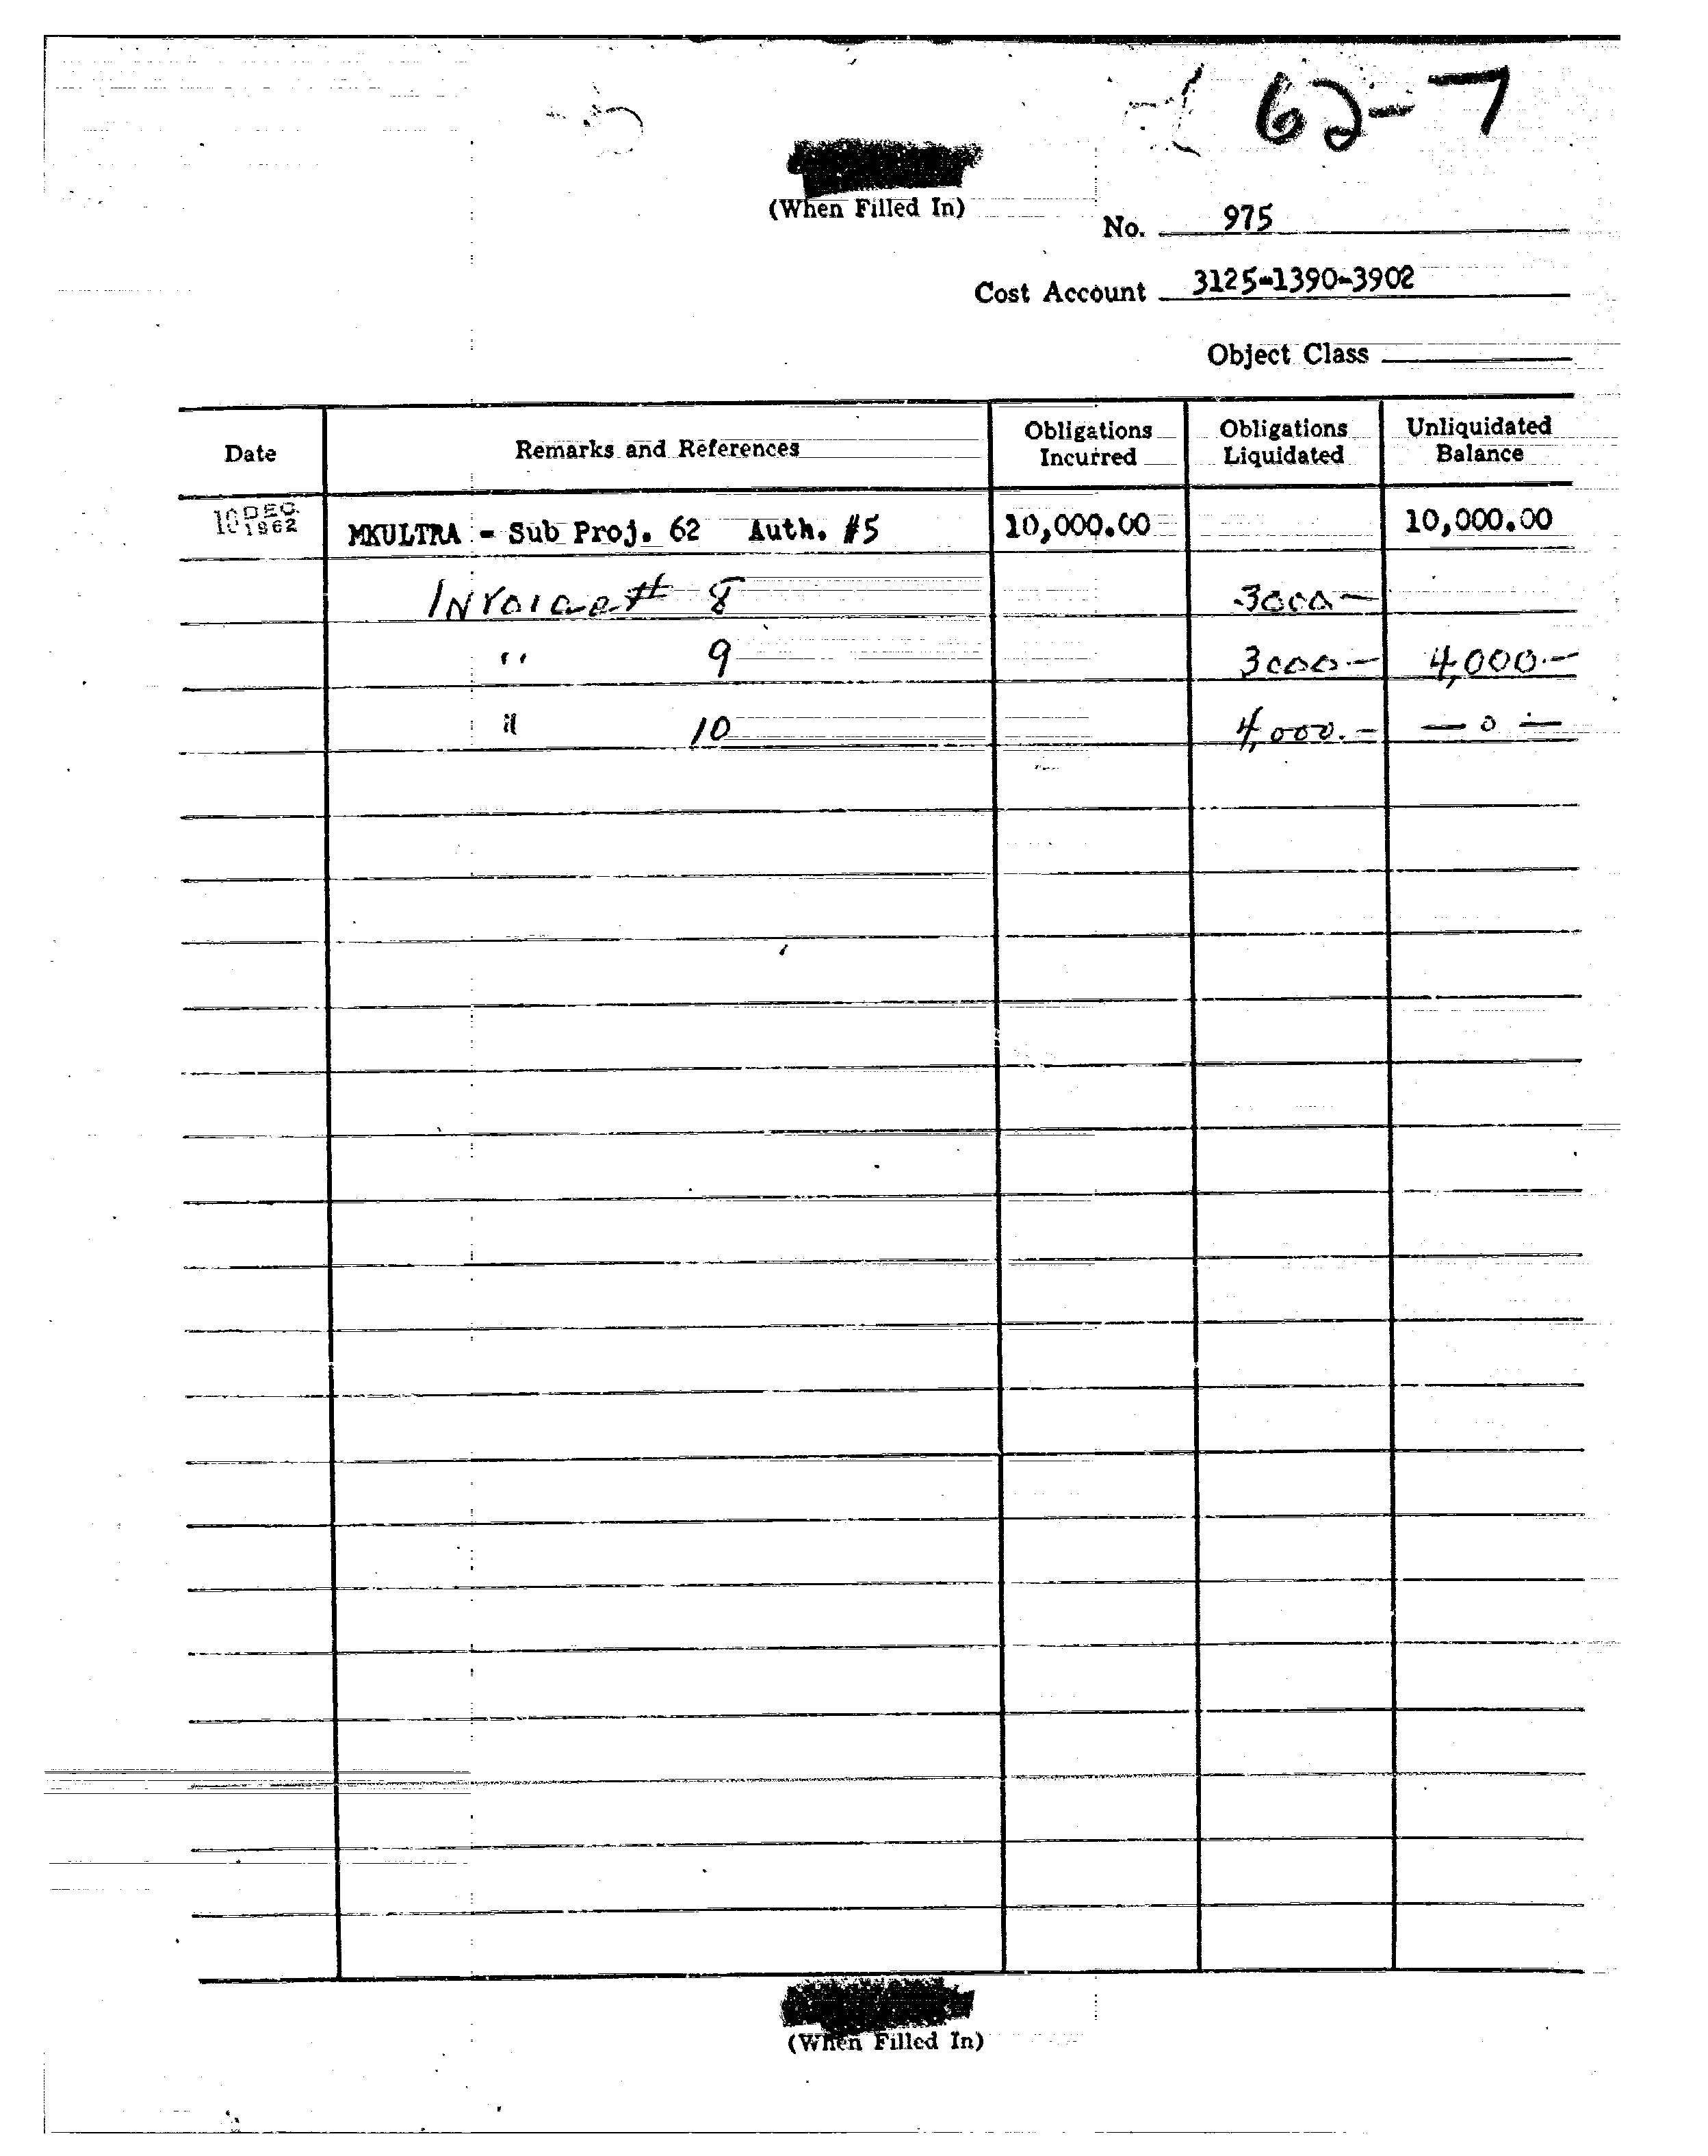 62-7
(When Filled In)
No. 975
Cost Account 3125-1390-3902
Object Class
Date Remarks and References Obligations Incurred Obligations Liquidated Unliquidated Balance
10 DEC. 1962 MKULTRA - Sub Proj. 62 Auth. #5 10,000.00 10,000.00
Invoice # 8 3000 —
" 9 3000.— 4,000.—
" 10 4,000.— — 0 —
(When Filled In)